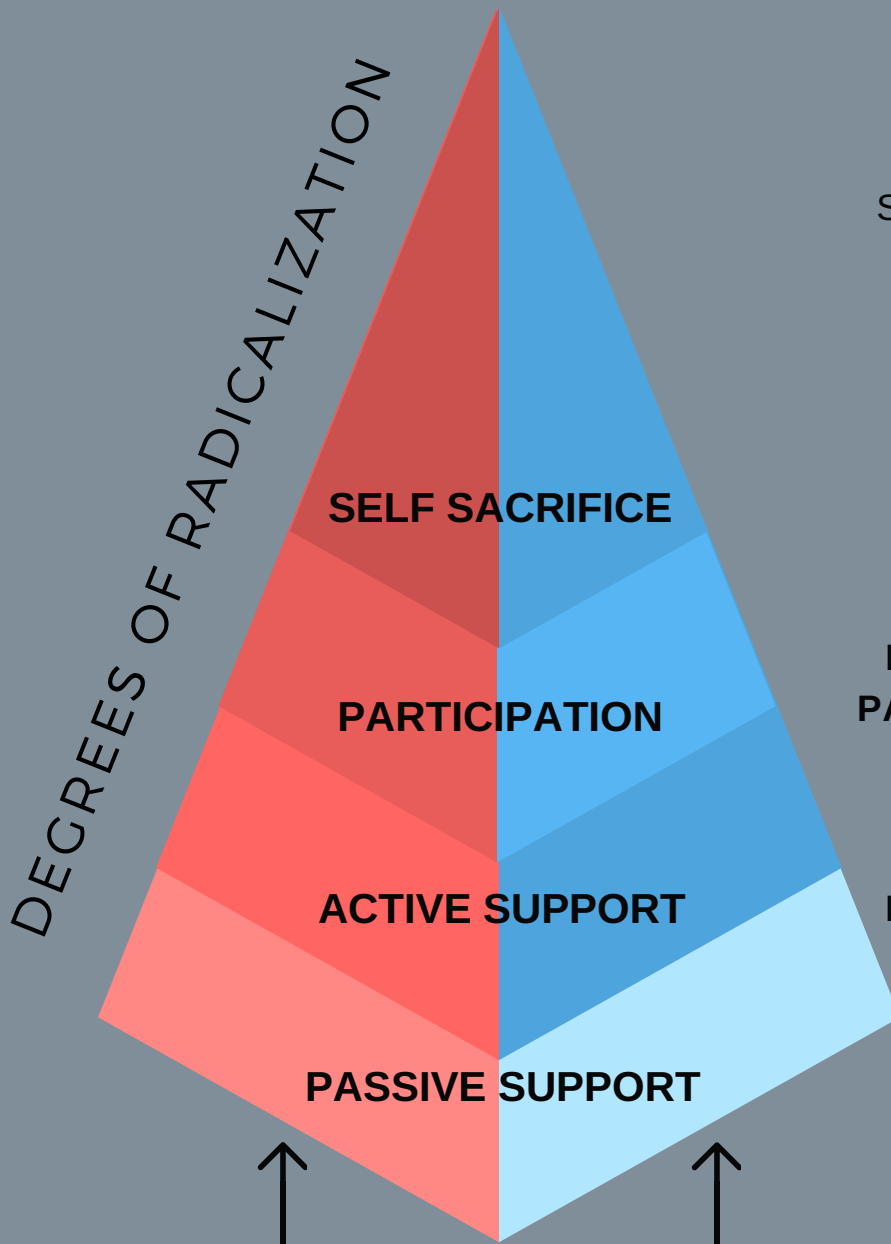 DEGREES OF RADICALIZATION
SELF SACRIFICE
PARTICIPATION
ACTIVE SUPPORT
PASSIVE SUPPORT